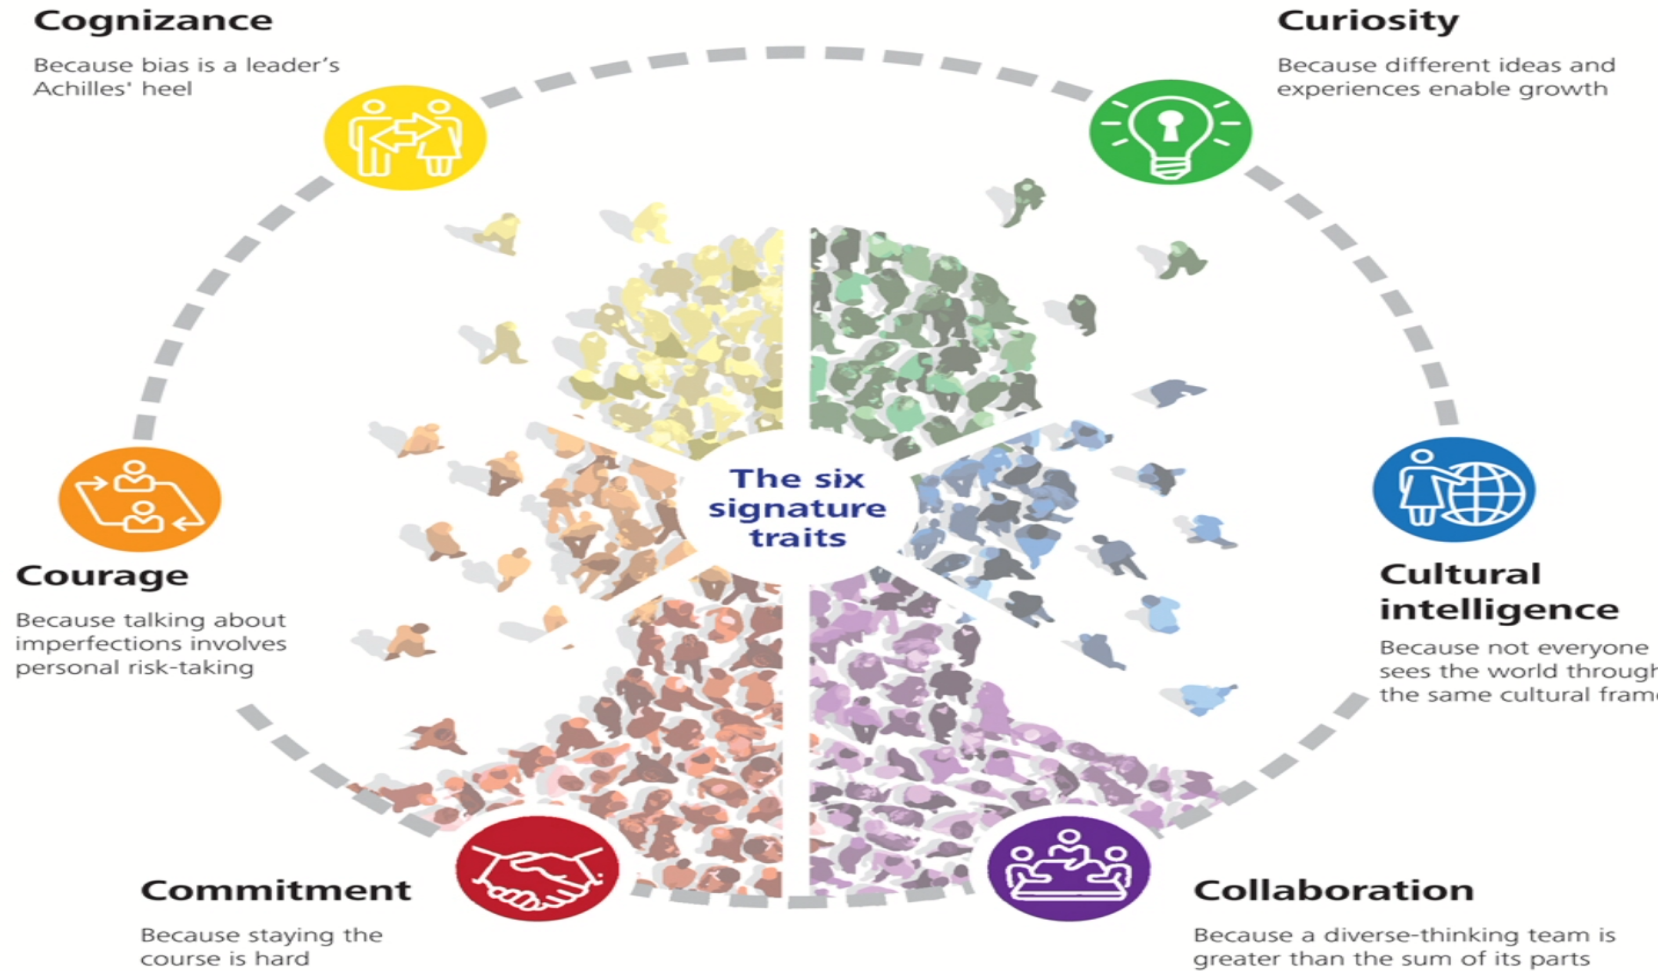 Cognizance
Because bias is a leader's
Achilles' heel
Curiosity
Because different ideas and
experiences enable growth
The six
signature
traits
Courage
Because talking about
imperfections involves
personal risk-taking
Cultural
intelligence
Because not everyone
sees the world through
the same cultural
Commitment
Because staying the
course is hard
Collaboration
Because a diverse-thinking team is
greater than the sum of its parts